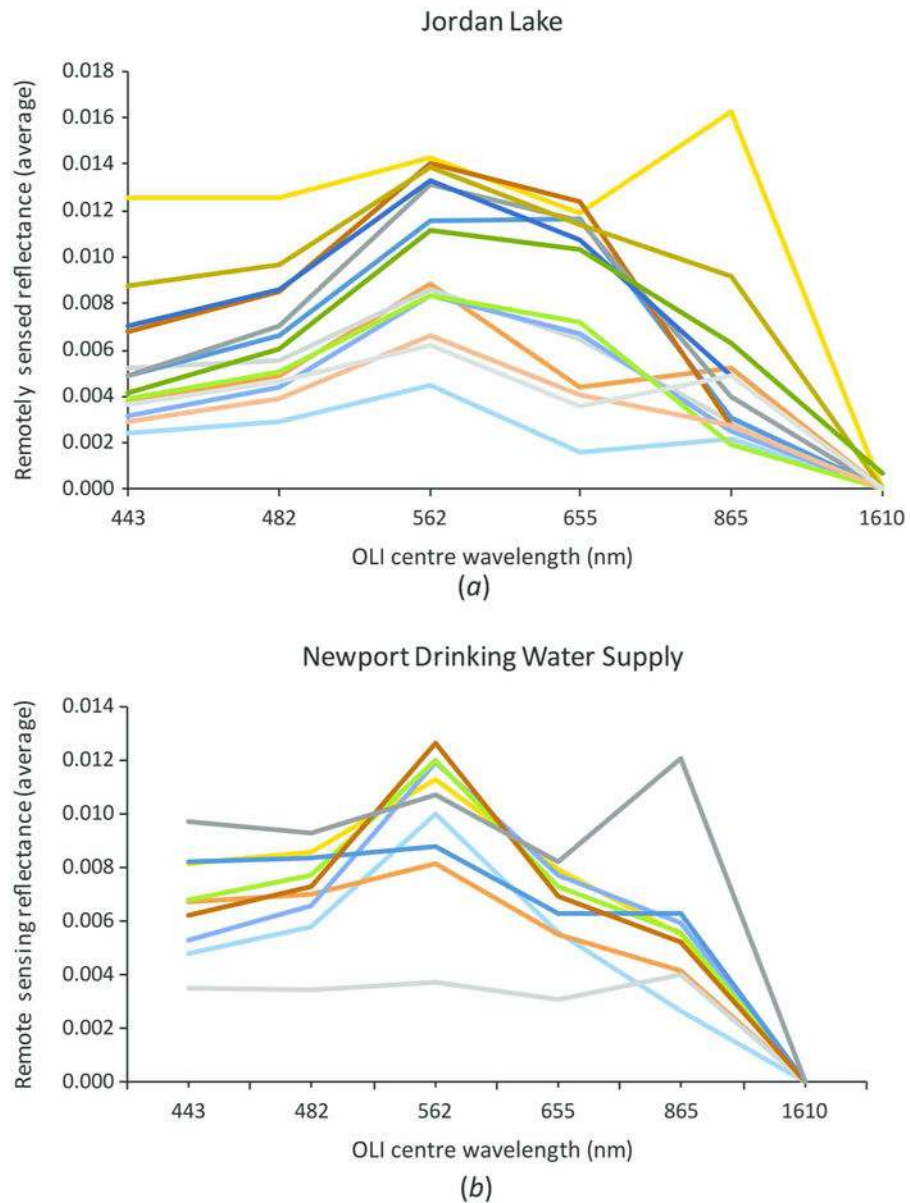 Jordan Lake
Remotely sensed reflectance (average)
0.018
0.016
0.014
0.012
0.010
0.008
0.006
0.004
0.002
0.000
443 482 562 655 865 1610
OLI centre wavelength (nm)
(a)
Newport Drinking Water Supply
Remote sensing reflectance (average)
0.014
0.012
0.010
0.008
0.006
0.004
0.002
0.000
443 482 562 655 865 1610
OLI centre wavelength (nm)
(b)